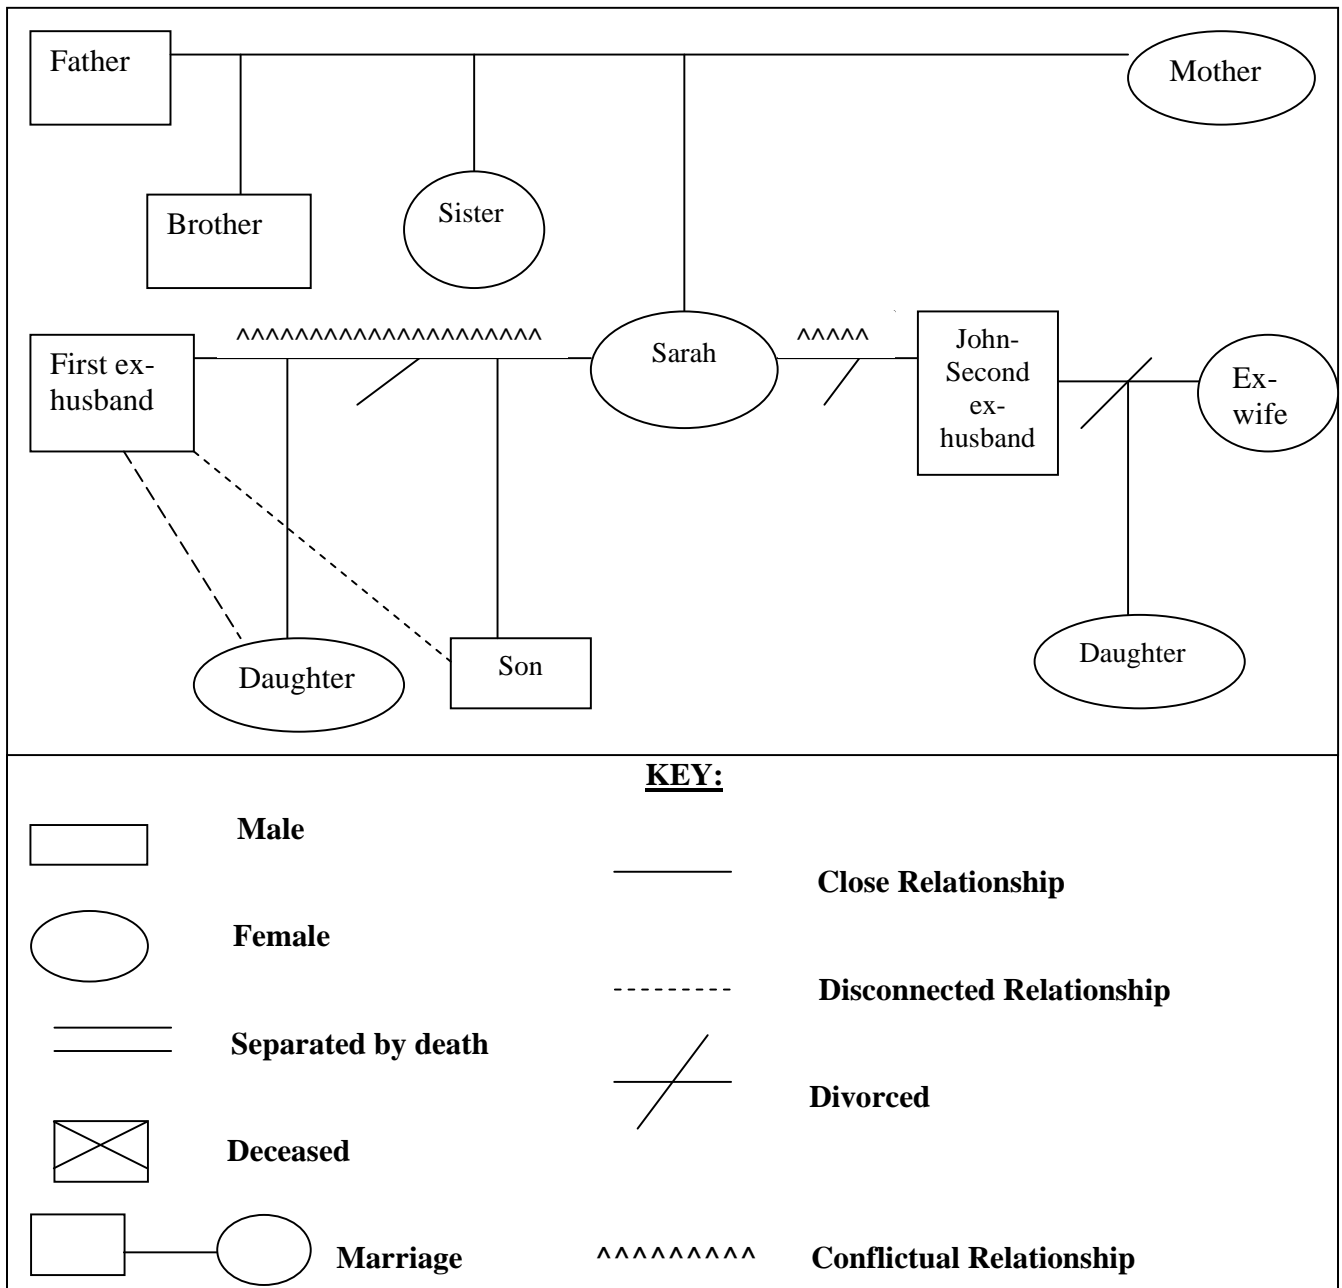 Father
Mother
Brother
Sister
^^^^^^^^^^^^^^^^^^^^^
^^^^^
First ex-
husband
Sarah
John-
Second
ex-
husband
Ex-
wife
Daughter
Son
Daughter
KEY:
Male
Close Relationship
Female
Disconnected Relationship
Separated by death
Divorced
Deceased
Marriage
^^^^^^^^^
Conflictual Relationship